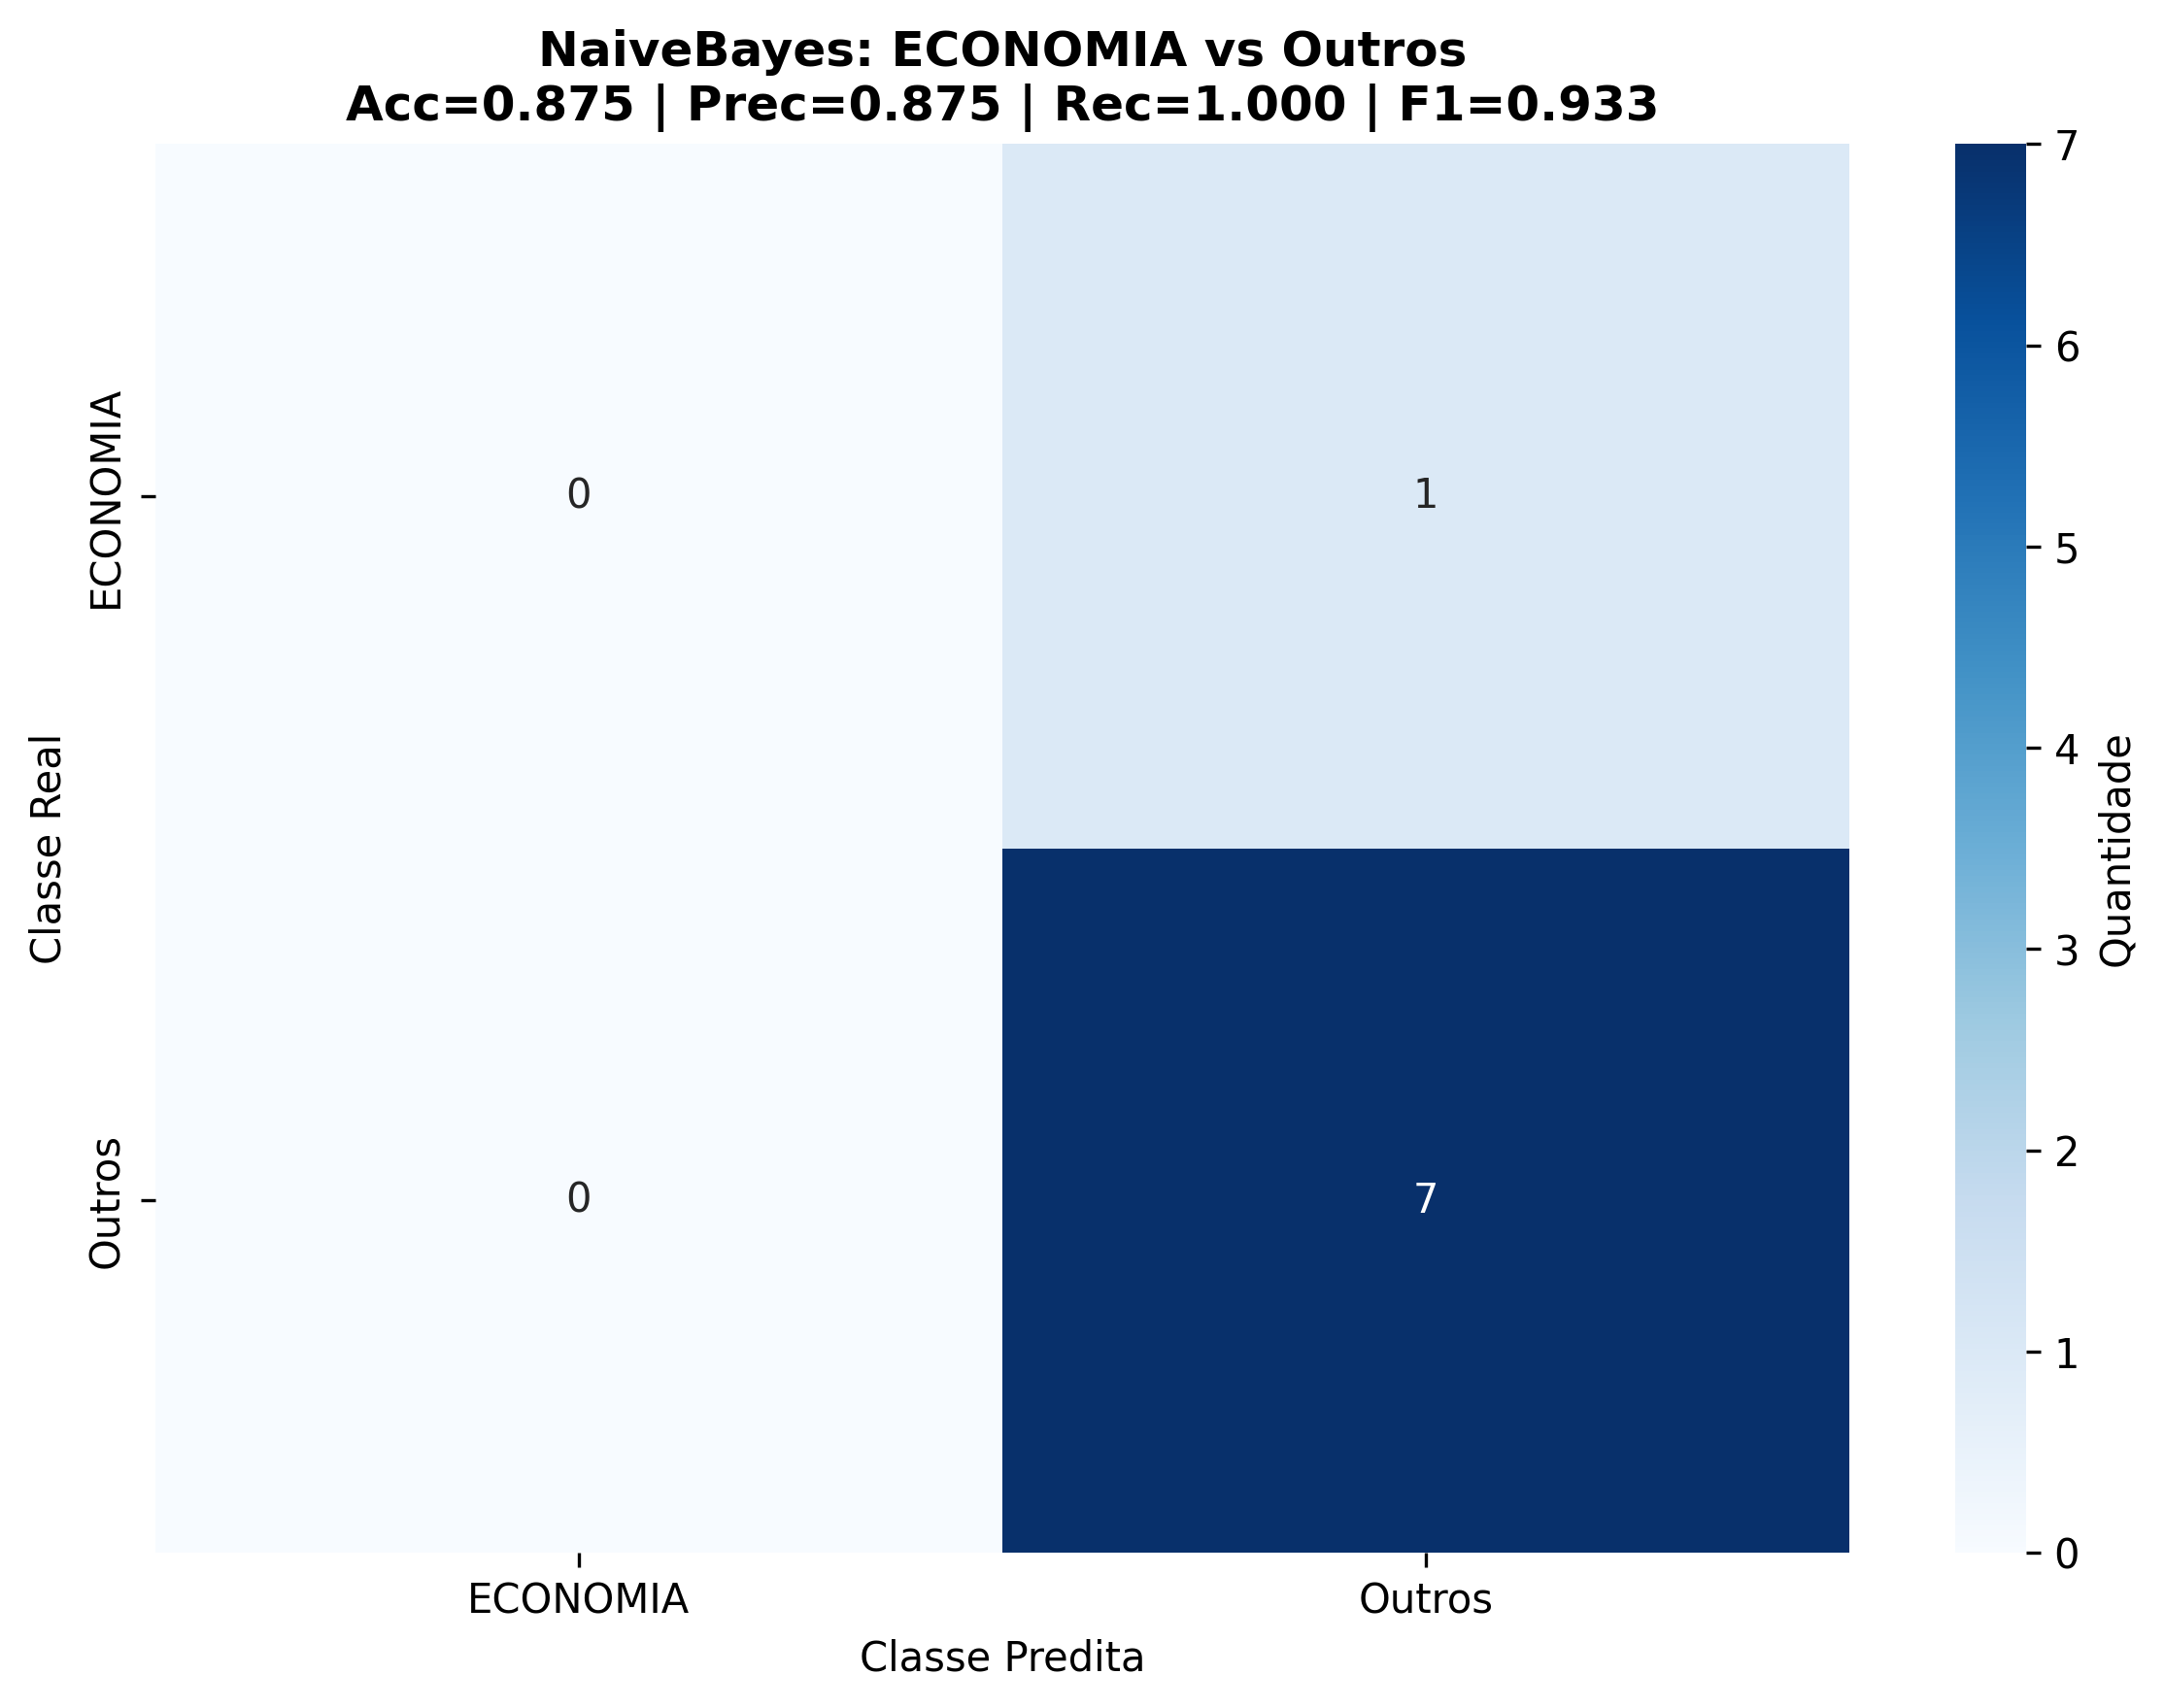 NaiveBayes: ECONOMIA vs Outros
Acc=0.875 | Prec=0.875 | Rec=1.000 | F1=0.933
Classe Real
ECONOMIA
Outros
0
1
0
7
ECONOMIA
Outros
Classe Predita
7
6
5
4
3
2
1
0
Quantidade